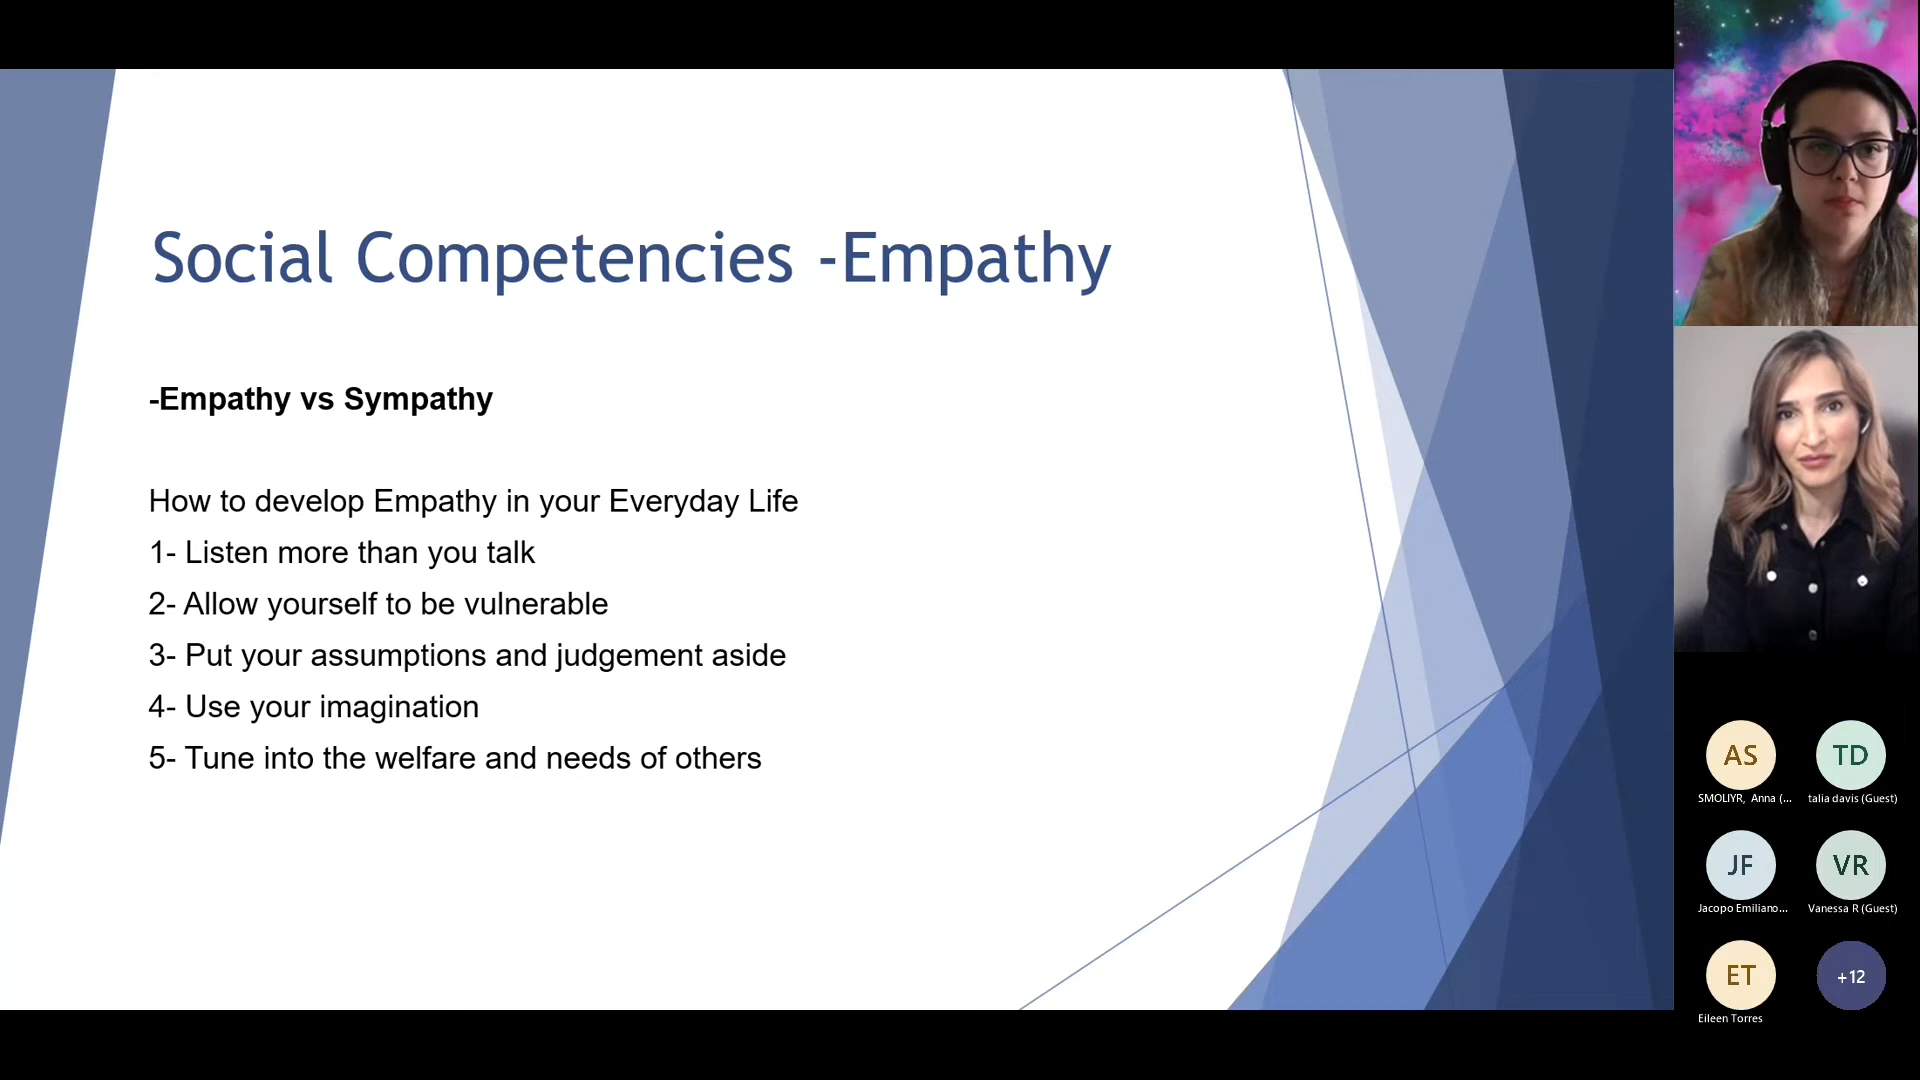 Social Competencies -Empathy
-Empathy vs Sympathy
How to develop Empathy in your Everyday Life
1- Listen more than you talk
2- Allow yourself to be vulnerable
3- Put your assumptions and judgement aside
4- Use your imagination
5- Tune into the welfare and needs of others
AS
TD
SMOLIYR, Anna (...
talia davis (Guest)
JF
VR
Jacopo Emiliano...
Vanessa R (Guest)
ET
+12
Eileen Torres